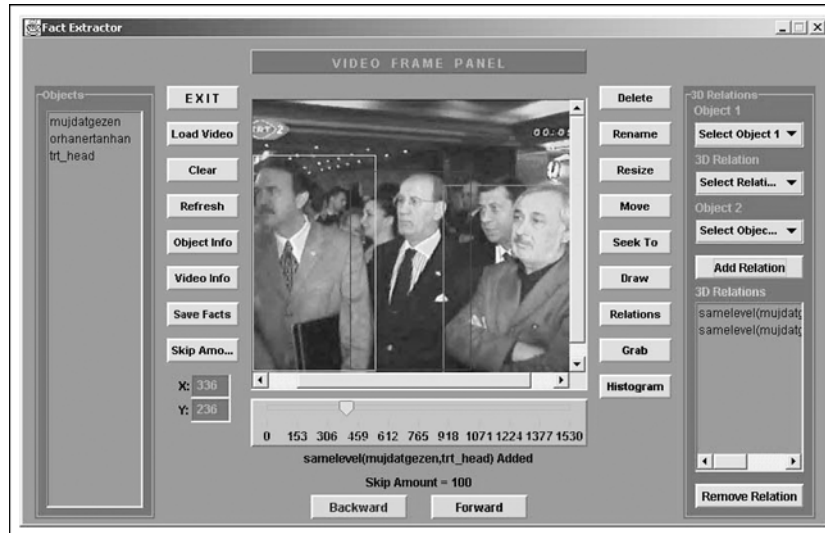 Fact Extractor
VIDEO FRAME PANEL
Objects
mujdatgezen
orhanertanhan
trt_head
EXIT
Load Video
Clear
Refresh
Object Info
Video Info
Save Facts
Skip Amo...
X: 336
Y: 236
TRT 2
00:0
0 153 306 459 612 765 918 1071 1224 1377 1530
samelevel(mujdatgezen,trt_head) Added
Skip Amount = 100
Backward
Forward
Delete
Rename
Resize
Move
Seek To
Draw
Relations
Grab
Histogram
3D Relations
Object 1
Select Object 1
3D Relation
Select Relati...
Object 2
Select Objec...
Add Relation
3D Relations
samelevel(mujdatg
samelevel(mujdatg
Remove Relation